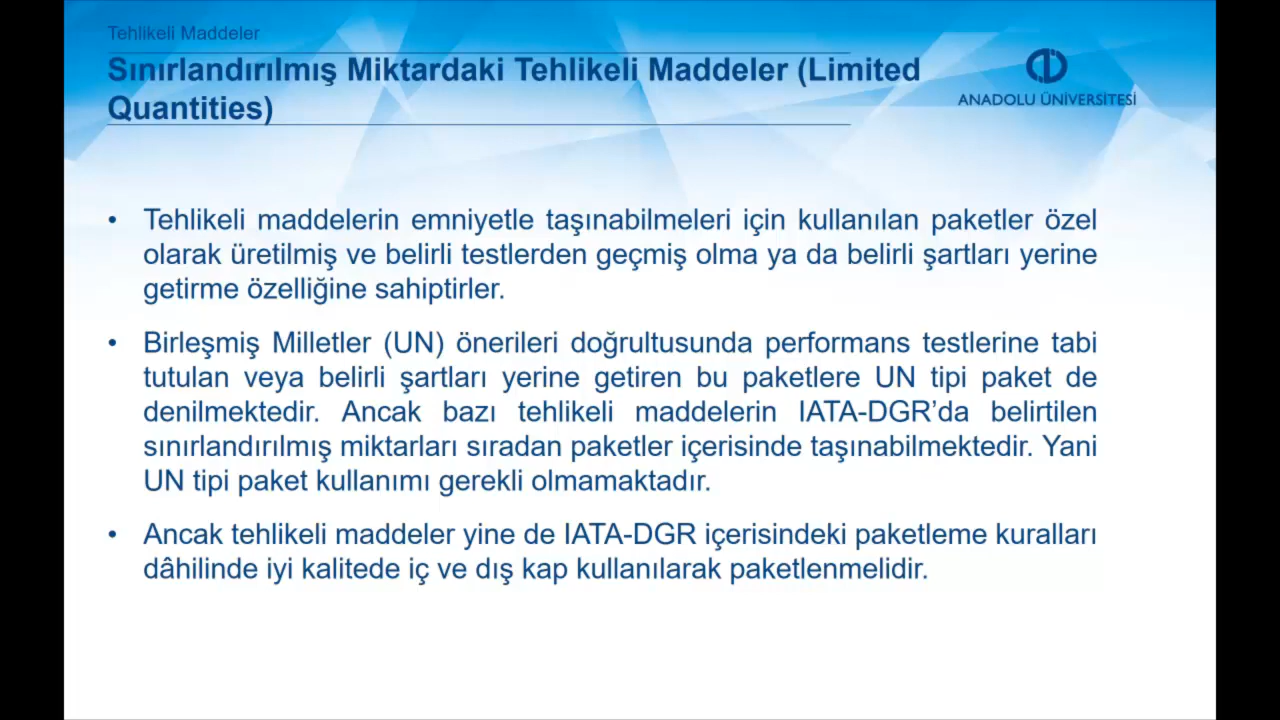 Tehlikeli Maddeler
Sınırlandırılmış Miktardaki Tehlikeli Maddeler (Limited
Quantities)
ANADOLU ÜNİVERSİTESİ
• Tehlikeli maddelerin emniyetle taşınabilmeleri için kullanılan paketler özel
olarak üretilmiş ve belirli testlerden geçmiş olma ya da belirli şartları yerine
getirme özelliğine sahiptirler.
• Birleşmiş Milletler (UN) önerileri doğrultusunda performans testlerine tabi
tutulan veya belirli şartları yerine getiren bu paketlere UN tipi paket de
denilmektedir. Ancak bazı tehlikeli maddelerin IATA-DGR’da belirtilen
sınırlandırılmış miktarları sıradan paketler içerisinde taşınabilmektedir. Yani
UN tipi paket kullanımı gerekli olmamaktadır.
• Ancak tehlikeli maddeler yine de IATA-DGR içerisindeki paketleme kuralları
dâhilinde iyi kalitede iç ve dış kap kullanılarak paketlenmelidir.